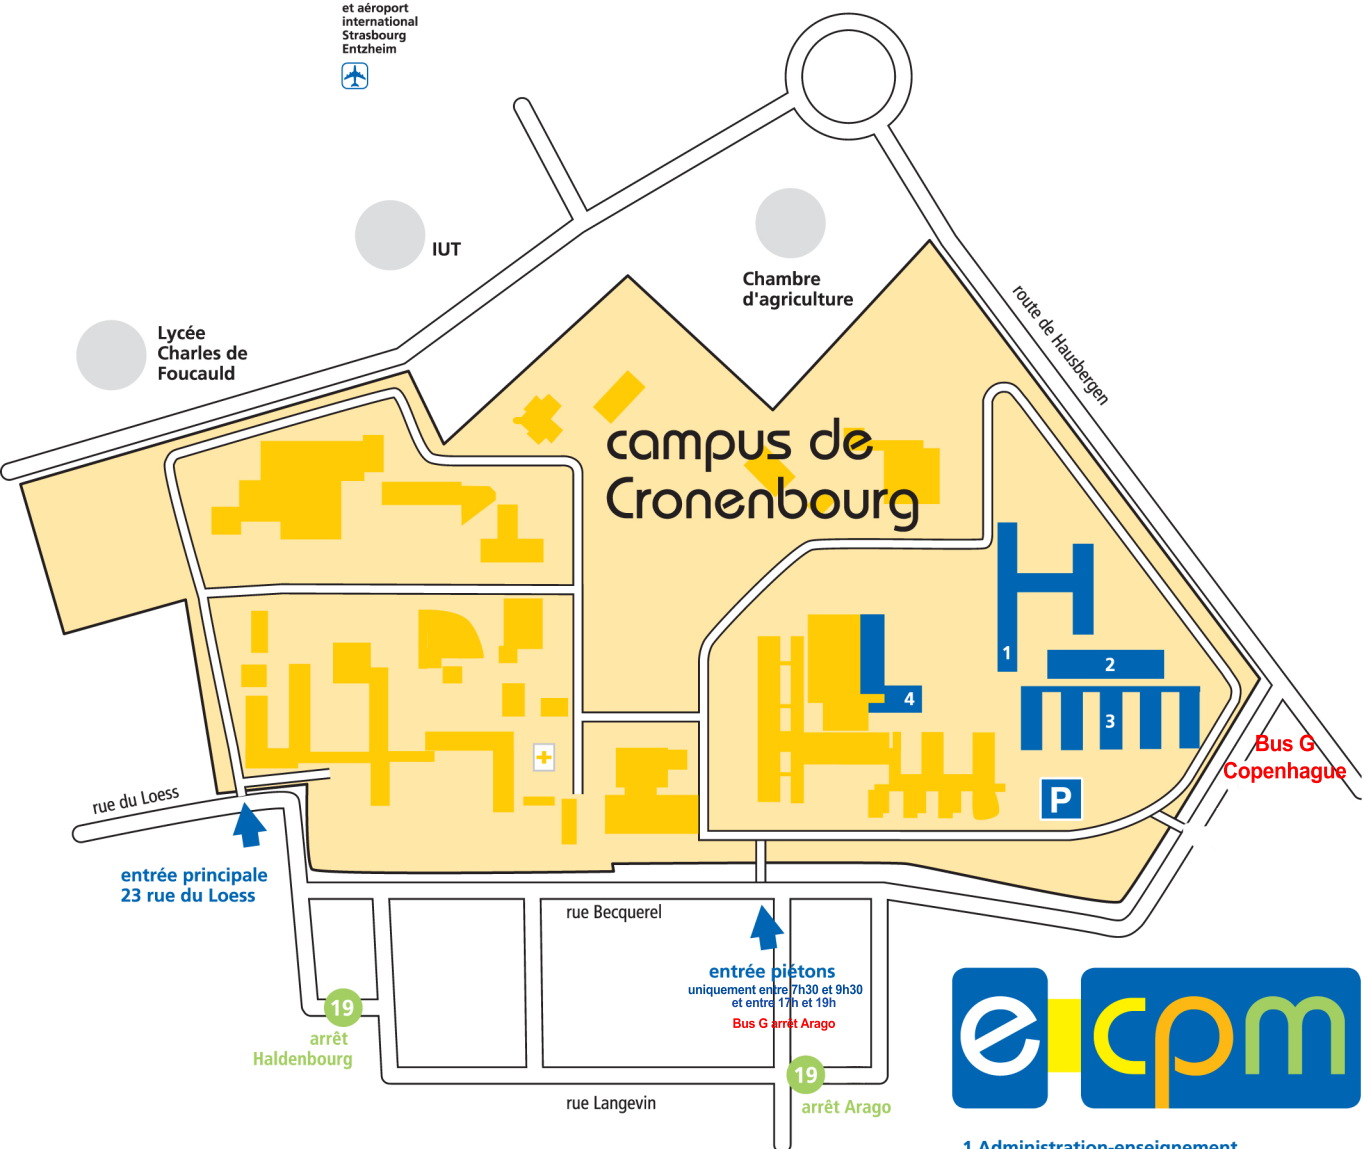 et aéroport
international
Strasbourg
Entzheim
IUT
Chambre
d'agriculture
route de Hausbergen
Lycée
Charles de
Foucauld
campus de
Cronenbourg
1
2
3
4
P
Bus G
Copenhague
rue du Loess
entrée principale
23 rue du Loess
rue Becquerel
entrée piétons
uniquement entre 7h30 et 9h30
et entre 17h et 19h
Bus G arrêt Arago
19
arrêt
Haldenbourg
19
arrêt Arago
rue Langevin
ecpm
1 Administration-enseignement